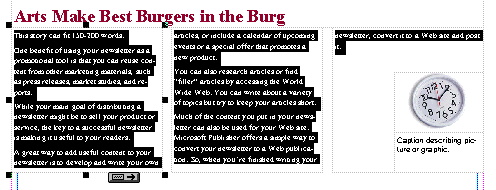 Arts Make Best Burgers in the Burg
This story can fit 150-200 words.
One benefit of using your newsletter as a
promotional tool is that you can reuse con-
tent from other marketing materials, such
as press releases, market studies, and re-
ports.
While your main goal of distributing a
newsletter might be to sell your product or
service, the key to a successful newsletter
is making it useful to your readers.
A great way to add useful content to your
newsletter is to develop and write your own
articles, or include a calendar of upcoming
events or a special offer that promotes a
new product.
You can also research articles or find
"filler" articles by accessing the World
Wide Web. You can write about a variety
of topics but try to keep your articles short.
Much of the content you put in your news-
letter can also be used for your Web site.
Microsoft Publisher offers a simple way to
convert your newsletter to a Web publica-
tion. So, when you're finished writing your
newsletter, convert it to a Web site and post
it.
Caption describing pic-
ture or graphic.